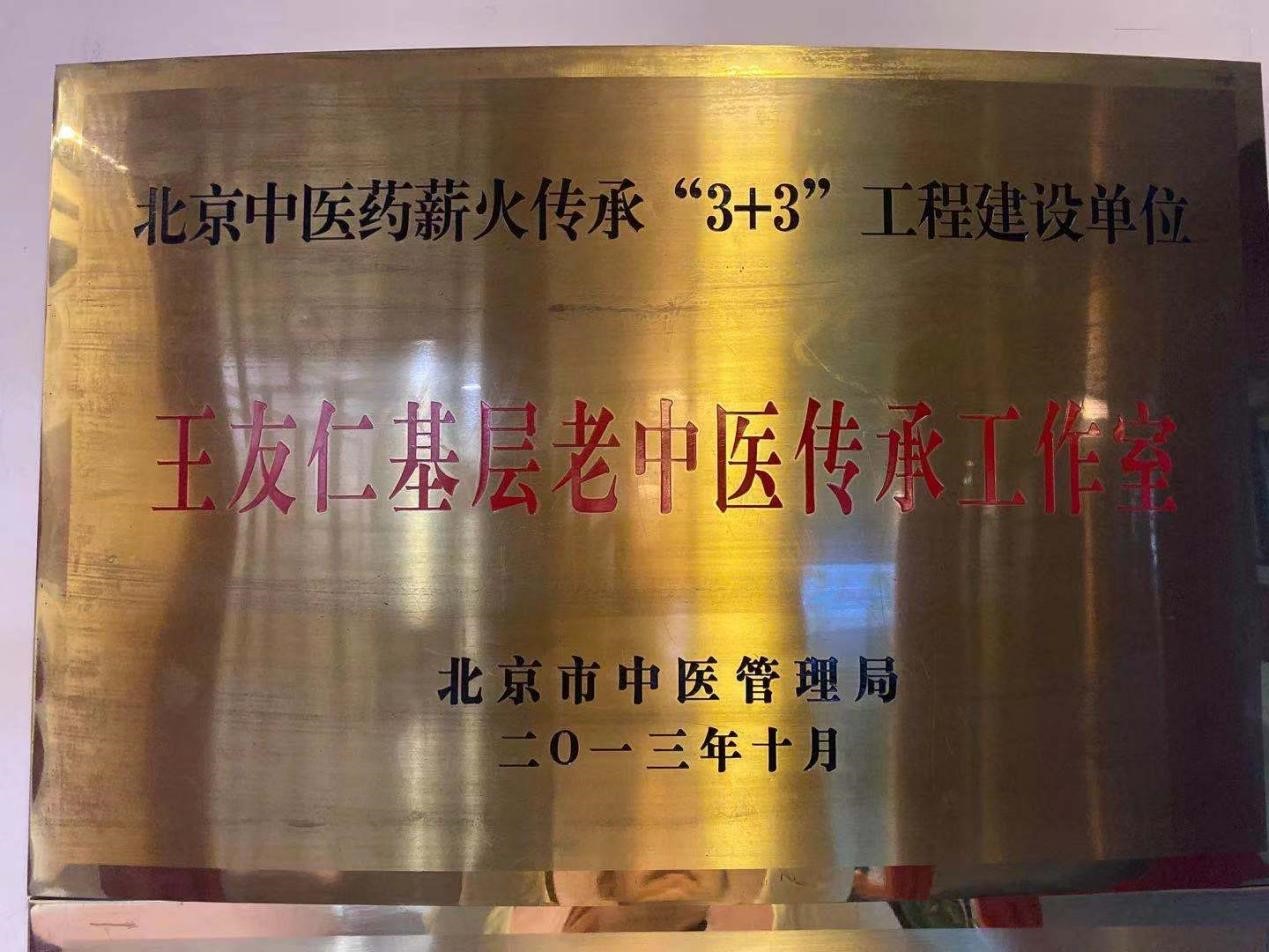 北京中医药薪火传承“3+3”工程建设单位
王友仁基层老中医传承工作室
北京市中医管理局
二〇一三年十月